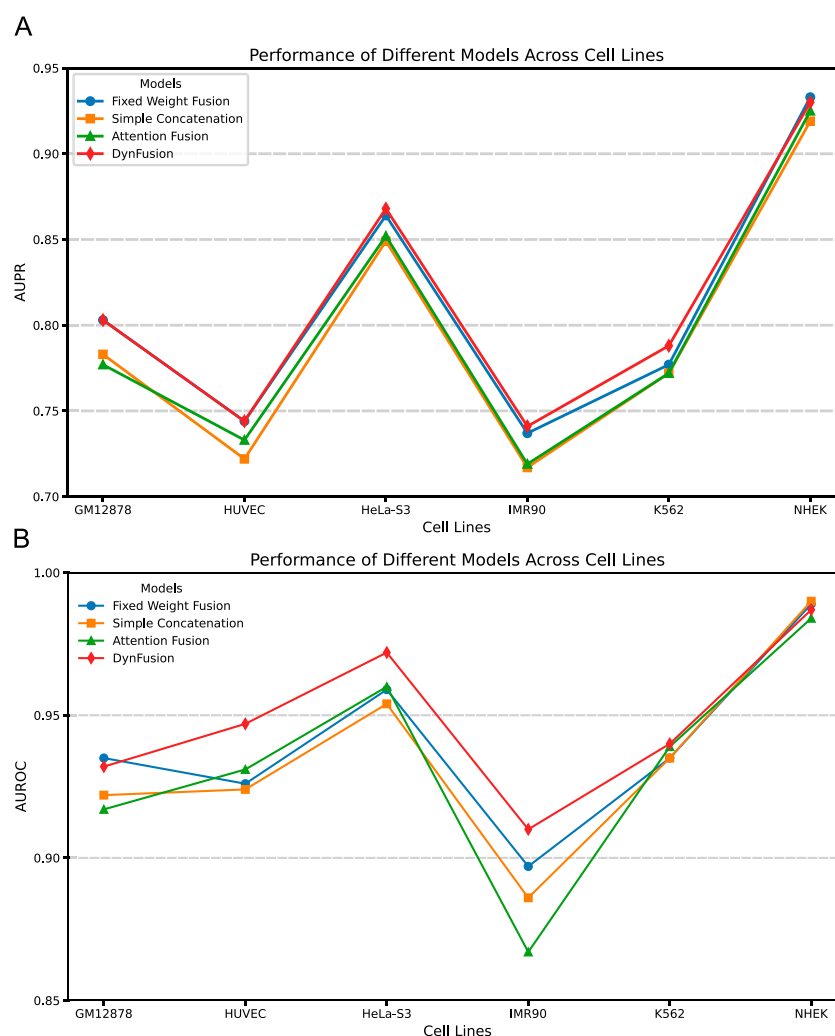 A
Performance of Different Models Across Cell Lines
0.95
Models
Fixed Weight Fusion
Simple Concatenation
Attention Fusion
DynFusion
0.90
0.85
AUPR
0.80
0.75
0.70
GM12878 HUVEC HeLa-S3 IMR90 K562 NHEK
Cell Lines
B
Performance of Different Models Across Cell Lines
1.00
Models
Fixed Weight Fusion
Simple Concatenation
Attention Fusion
DynFusion
0.95
AUROC
0.90
0.85
GM12878 HUVEC HeLa-S3 IMR90 K562 NHEK
Cell Lines